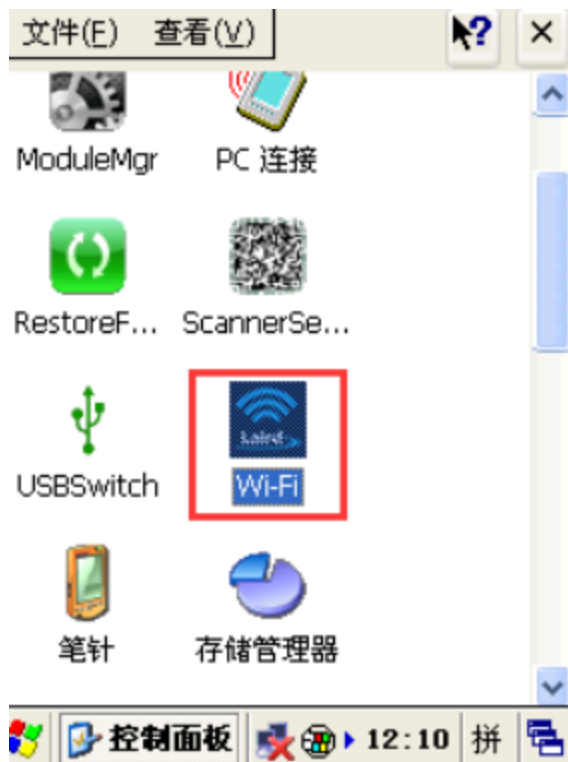 文件(F) 查看(V) ?
ModuleMgr PC 连接
RestoreF... ScannerSe...
Laird
USBSwitch Wi-Fi
笔针 存储管理器
控制面板 12:10 拼